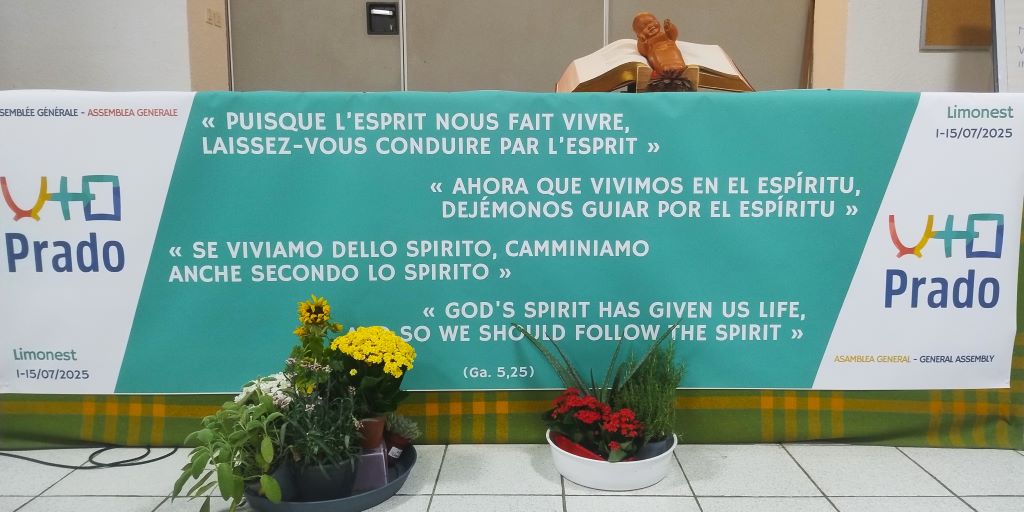 SEMBLÉE GÉNÉRALE - ASSEMBLEA GENERALE
Prado
Limonest
1-15/07/2025
« PUISQUE L'ESPRIT NOUS FAIT VIVRE,
LAISSEZ-VOUS CONDUIRE PAR L'ESPRIT »
« AHORA QUE VIVIMOS EN EL ESPÍRITU,
DEJÉMONOS GUIAR POR EL ESPÍRITU »
« SE VIVIAMO DELLO SPIRITO, CAMMINIAMO
ANCHE SECONDO LO SPIRITO »
« GOD'S SPIRIT HAS GIVEN US LIFE,
SO WE SHOULD FOLLOW THE SPIRIT »
(Ga. 5,25)
Limonest
1-15/07/2025
Prado
ASAMBLEA GENERAL - GENERAL ASSEMBLY